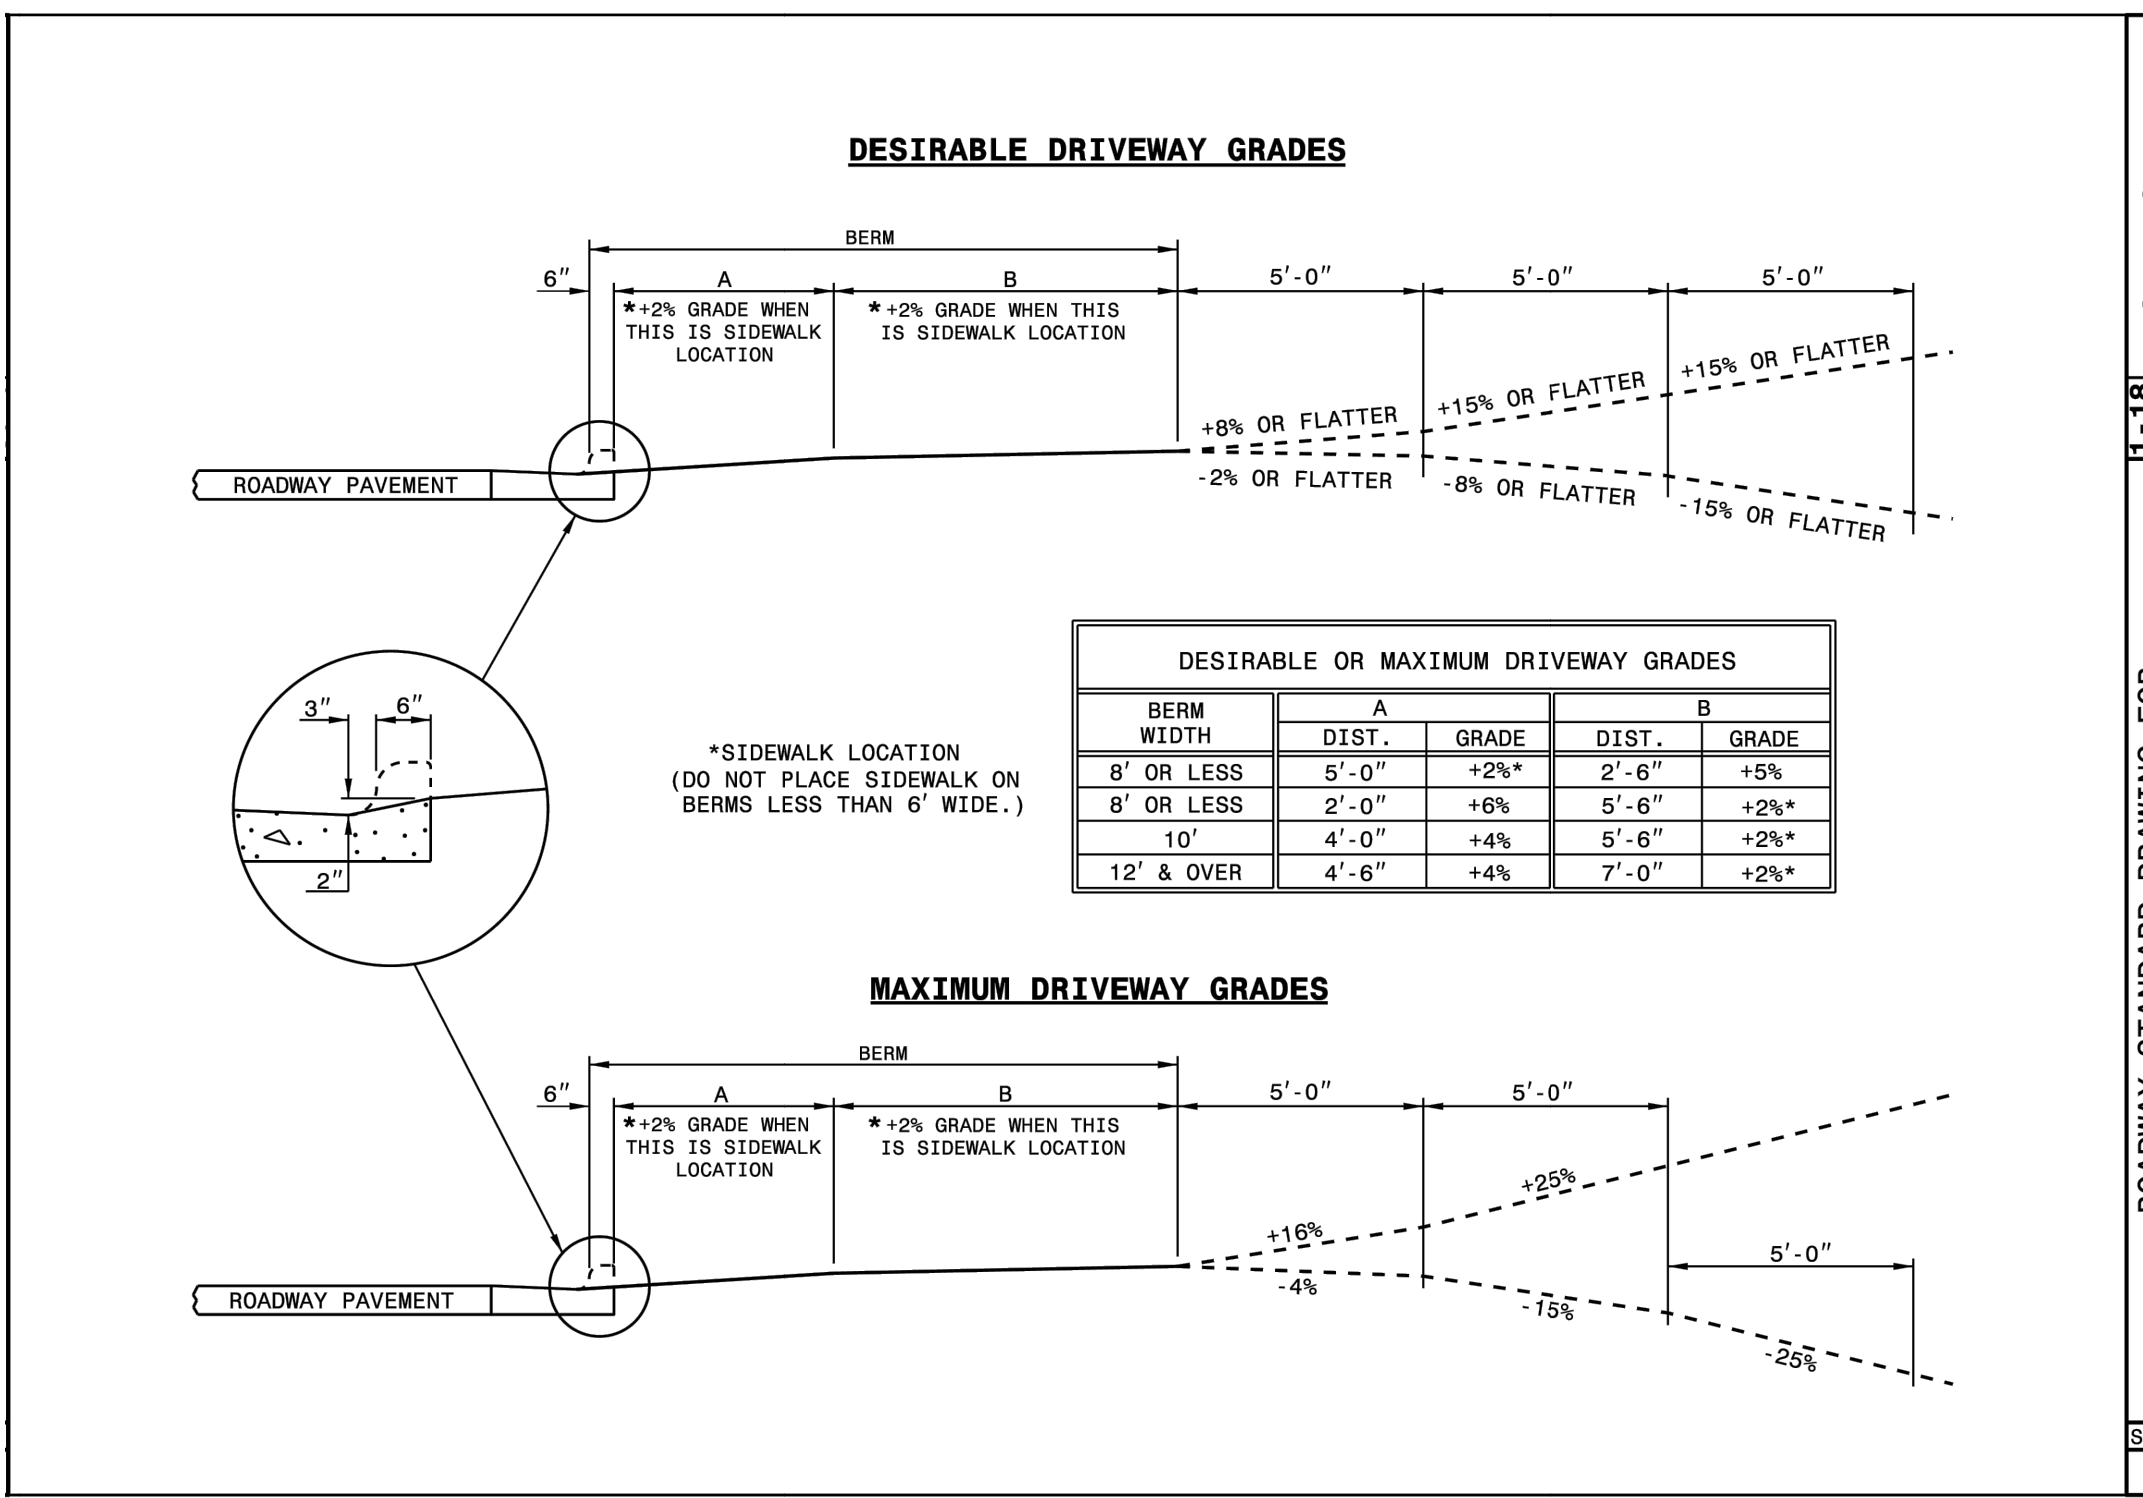 DESIRABLE DRIVEWAY GRADES
BERM
6"
A
B
5'-0"
5'-0"
5'-0"
*+2% GRADE WHEN
THIS IS SIDEWALK
LOCATION
*+2% GRADE WHEN THIS
IS SIDEWALK LOCATION
+8% OR FLATTER
+15% OR FLATTER
+15% OR FLATTER
-2% OR FLATTER
-8% OR FLATTER
-15% OR FLATTER
ROADWAY PAVEMENT
1-18
3"
6"
2"
*SIDEWALK LOCATION
(DO NOT PLACE SIDEWALK ON
BERMS LESS THAN 6' WIDE.)
DESIRABLE OR MAXIMUM DRIVEWAY GRADES
BERM WIDTH A B
DIST. GRADE DIST. GRADE
8' OR LESS 5'-0" +2%* 2'-6" +5%
8' OR LESS 2'-0" +6% 5'-6" +2%*
10' 4'-0" +4% 5'-6" +2%*
12' & OVER 4'-6" +4% 7'-0" +2%*
MAXIMUM DRIVEWAY GRADES
BERM
6"
A
B
5'-0"
5'-0"
*+2% GRADE WHEN
THIS IS SIDEWALK
LOCATION
*+2% GRADE WHEN THIS
IS SIDEWALK LOCATION
+16%
+25%
-4%
-15%
-25%
5'-0"
ROADWAY PAVEMENT
ROADWAY STANDARD DRAWING FOR
S